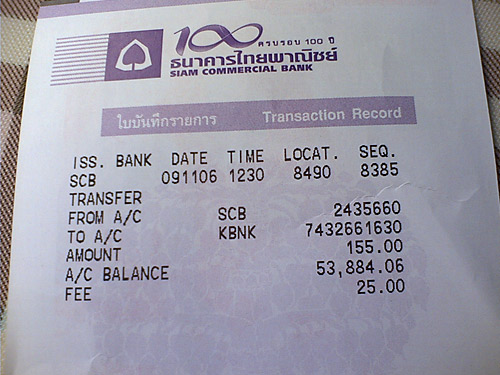 100 ครบรอบ 100 ปี
ธนาคารไทยพาณิชย์
SIAM COMMERCIAL BANK
ใบบันทึกรายการ Transaction Record
ISS. BANK DATE TIME LOCAT. SEQ.
SCB 091106 1230 8490 8385
TRANSFER
FROM A/C SCB 2435660
TO A/C KBNK 7432661630
AMOUNT 155.00
A/C BALANCE 53,884.06
FEE 25.00